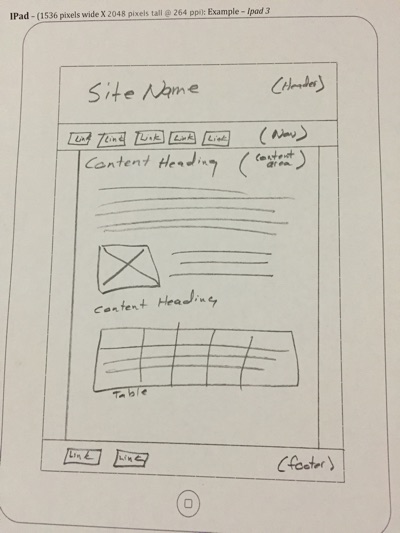 IPad – (1536 pixels wide X 2048 pixels tall @ 264 ppi): Example – Ipad 3
Site Name (Header)
Link Link Link Link Link (Nav)
Content Heading (content area)
Content Heading
Table
Link Link (footer)